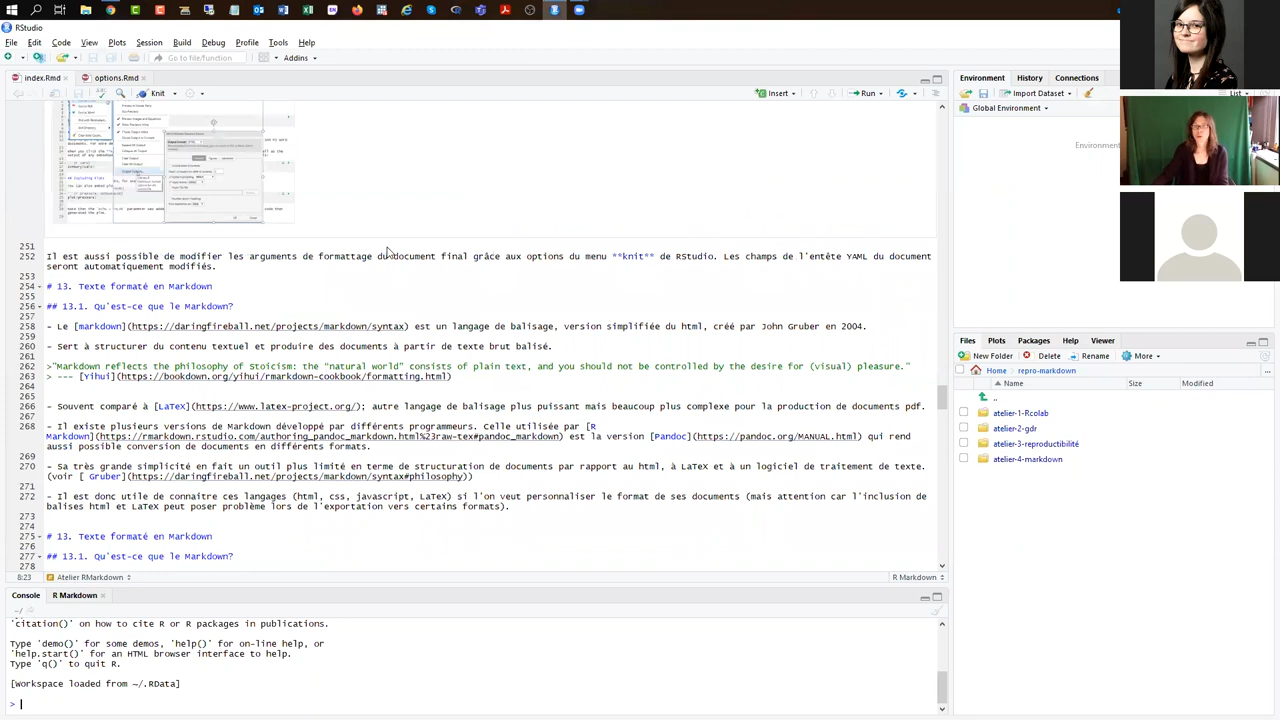 RStudio
File Edit Code View Plots Session Build Debug Profile Tools Help
Go to file/function Addins
index.Rmd options.Rmd
Knit Insert Run
251
252 Il est aussi possible de modifier les arguments de formattage du document final grâce aux options du menu **knit** de RStudio. Les champs de l'entête YAML du document
seront automatiquement modifiés.
253
254 # 13. Texte formaté en Markdown
255
256 ## 13.1. Qu'est-ce que le Markdown?
257
258 - Le [markdown](https://daringfireball.net/projects/markdown/syntax) est un langage de balisage, version simplifiée du html, créé par John Gruber en 2004.
259
260 - Sert à structurer du contenu textuel et produire des documents à partir de texte brut balisé.
261
262 >"Markdown reflects the philosophy of Stoicism: the "natural world" consists of plain text, and you should not be controlled by the desire for (visual) pleasure."
263 > --- [Yihui](https://bookdown.org/yihui/rmarkdown-cookbook/formatting.html)
264
265
266 - Souvent comparé à [LaTeX](https://www.latex-project.org/); autre langage de balisage plus puissant mais beaucoup plus complexe pour la production de documents pdf.
267
268 - Il existe plusieurs versions de Markdown dévelopé par différents programmeurs. Celle utilisée par [R
Markdown](https://rmarkdown.rstudio.com/authoring_pandoc_markdown.html%23raw-tex#pandoc_markdown) est la version [Pandoc](https://pandoc.org/MANUAL.html) qui rend
aussi possible conversion de documents en différents formats.
269
270 - Sa très grande simplicité en fait un outil plus limité en terme de structuration de documents par rapport au html, à LaTeX et à un logiciel de traitement de texte.
(voir [ Gruber](https://daringfireball.net/projects/markdown/syntax#philosophy))
271
272 - Il est donc utile de connaitre ces langages (html, css, javascript, LaTeX) si l'on veut personnaliser le format de ses documents (mais attention car l'inclusion de
balises html et LaTeX peut poser problème lors de l'exportation vers certains formats).
273
274
275 # 13. Texte formaté en Markdown
276
277 ## 13.1. Qu'est-ce que le Markdown?
278
8:23 Atelier RMarkdown R Markdown
Console R Markdown
~/
'citation()' on how to cite R or R packages in publications.
Type 'demo()' for some demos, 'help()' for on-line help, or
'help.start()' for an HTML browser interface to help.
Type 'q()' to quit R.
[Workspace loaded from ~/.RData]
>
Environment History Connections
Import Dataset List
Global Environment
Files Plots Packages Help Viewer
New Folder Delete Rename More
Home repro-markdown
Name Size Modified
..
atelier-1-Rcolab
atelier-2-gdr
atelier-3-reproductibilité
atelier-4-markdown